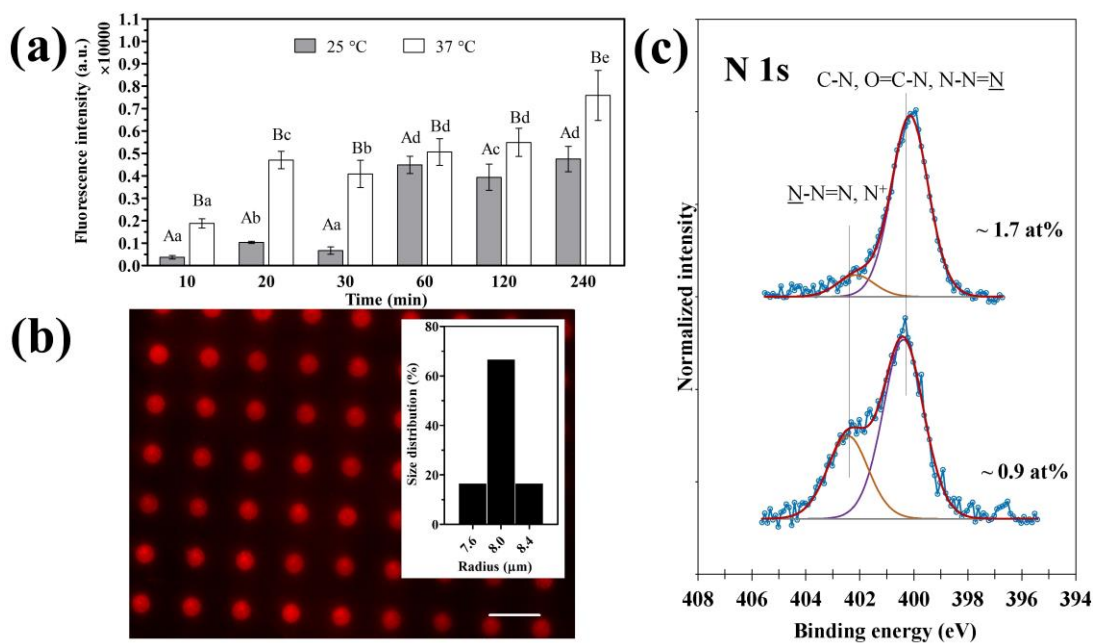 (a)
Fluorescence intensity (a.u.)
×10000
1.1
1.0
0.9
0.8
0.7
0.6
0.5
0.4
0.3
0.2
0.1
0.0
25 °C
37 °C
Aa
Ba
Ab
Bc
Aa
Bb
Ad
Bd
Ac
Bd
Ad
Be
10 20 30 60 120 240
Time (min)
(b)
Size distribution (%)
80
60
40
20
0
7.6 8.0 8.4
Radius (µm)
(c)
N 1s
C-N, O=C-N, N-N=N
N-N=N, N⁺
~ 1.7 at%
~ 0.9 at%
Normalized intensity
408 406 404 402 400 398 396 394
Binding energy (eV)